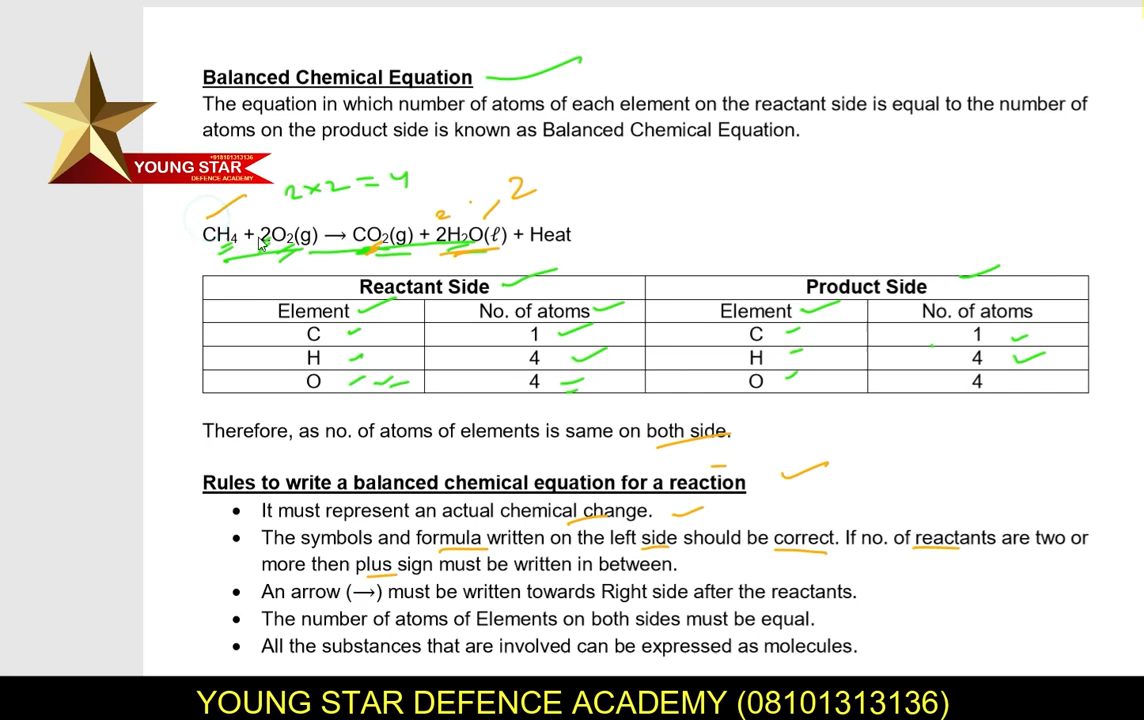 Balanced Chemical Equation
The equation in which number of atoms of each element on the reactant side is equal to the number of
atoms on the product side is known as Balanced Chemical Equation.
+918101313136
YOUNG STAR
DEFENCE ACADEMY
2×2=4
2 2
CH₄ + 2O₂(g) → CO₂(g) + 2H₂O(ℓ) + Heat
Reactant Side Product Side
Element No. of atoms Element No. of atoms
C 1 C 1
H 4 H 4
O 4 O 4
Therefore, as no. of atoms of elements is same on both side.
Rules to write a balanced chemical equation for a reaction
• It must represent an actual chemical change.
• The symbols and formula written on the left side should be correct. If no. of reactants are two or
more then plus sign must be written in between.
• An arrow (→) must be written towards Right side after the reactants.
• The number of atoms of Elements on both sides must be equal.
• All the substances that are involved can be expressed as molecules.
YOUNG STAR DEFENCE ACADEMY (08101313136)